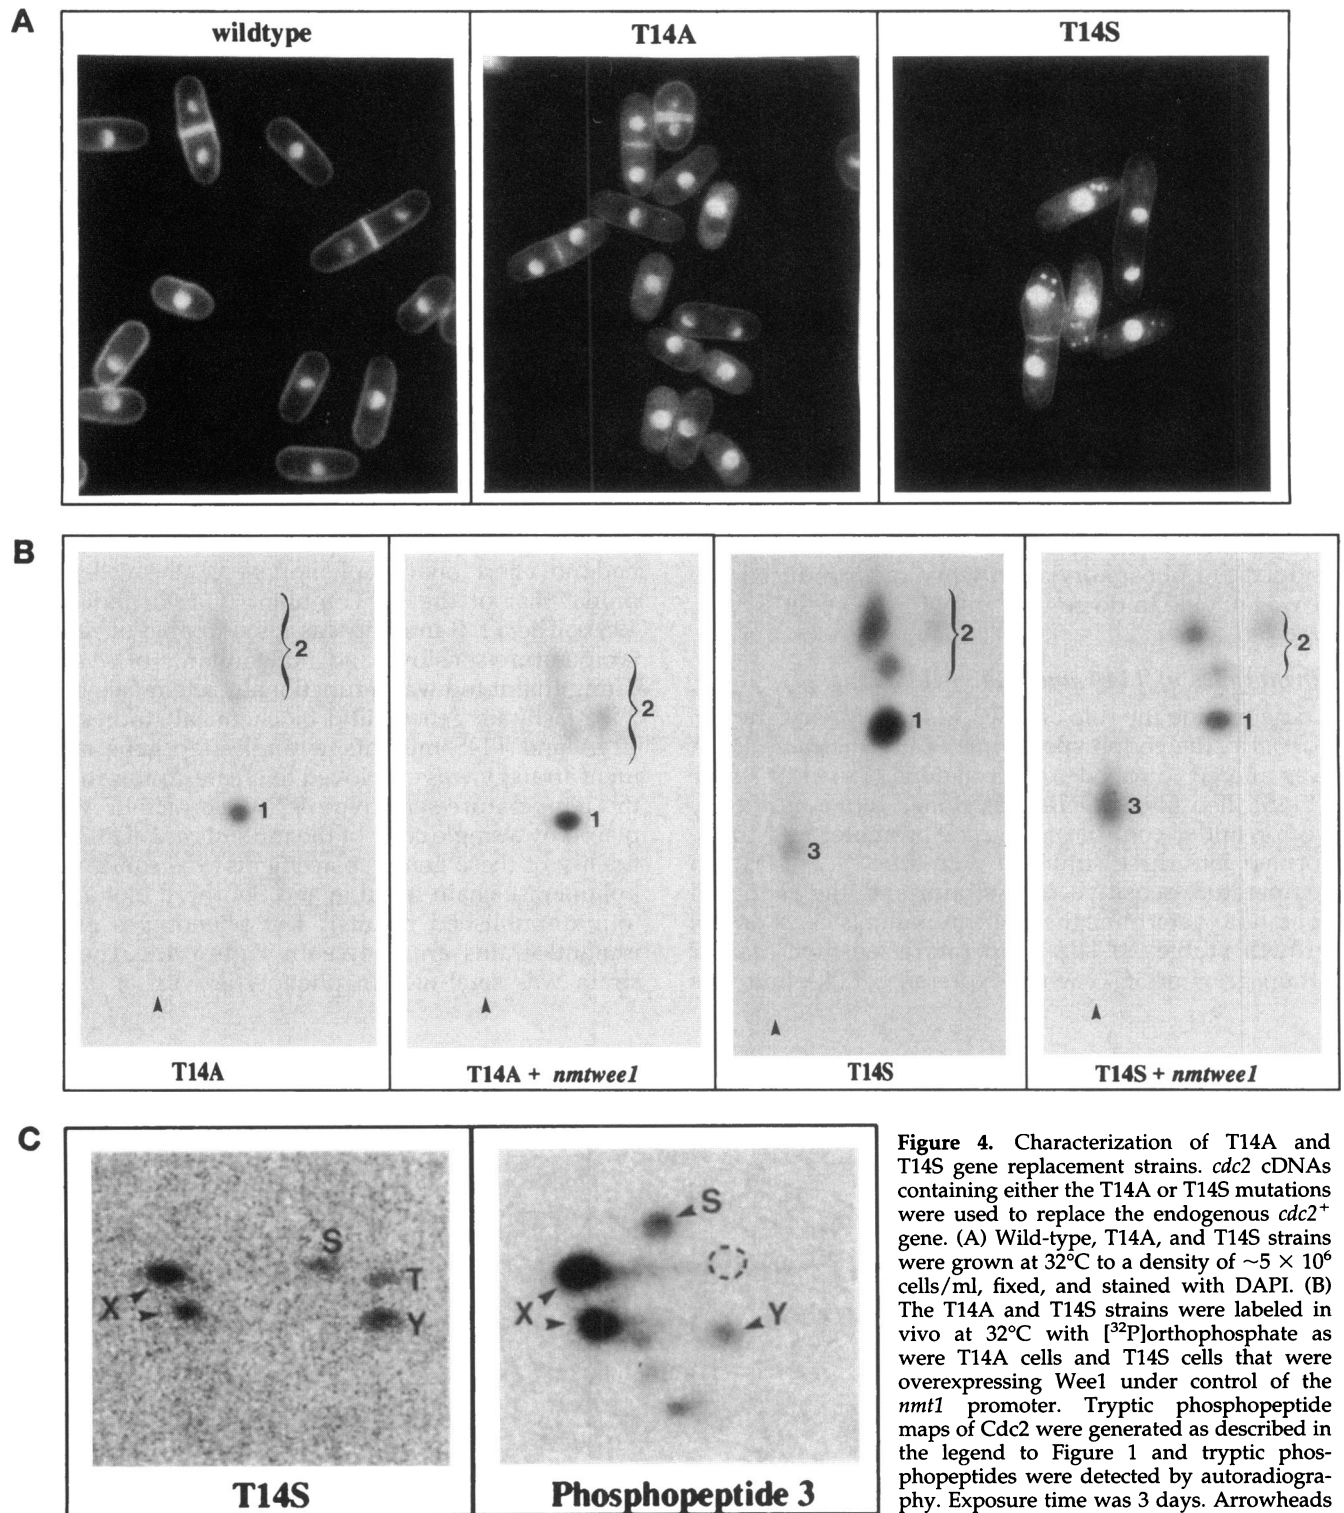 A
wildtype
T14A
T14S
B
2
1
T14A
2
1
T14A + nmtwee1
2
1
3
T14S
2
1
3
T14S + nmtwee1
C
S
T
X
Y
T14S
S
X
Y
Phosphopeptide 3
Figure 4. Characterization of T14A and
T14S gene replacement strains. cdc2 cDNAs
containing either the T14A or T14S mutations
were used to replace the endogenous cdc2⁺
gene. (A) Wild-type, T14A, and T14S strains
were grown at 32°C to a density of ~5 × 10⁶
cells/ml, fixed, and stained with DAPI. (B)
The T14A and T14S strains were labeled in
vivo at 32°C with [³²P]orthophosphate as
were T14A cells and T14S cells that were
overexpressing Wee1 under control of the
nmt1 promoter. Tryptic phosphopeptide
maps of Cdc2 were generated as described in
the legend to Figure 1 and tryptic phos-
phopeptides were detected by autoradiogra-
phy. Exposure time was 3 days. Arrowheads